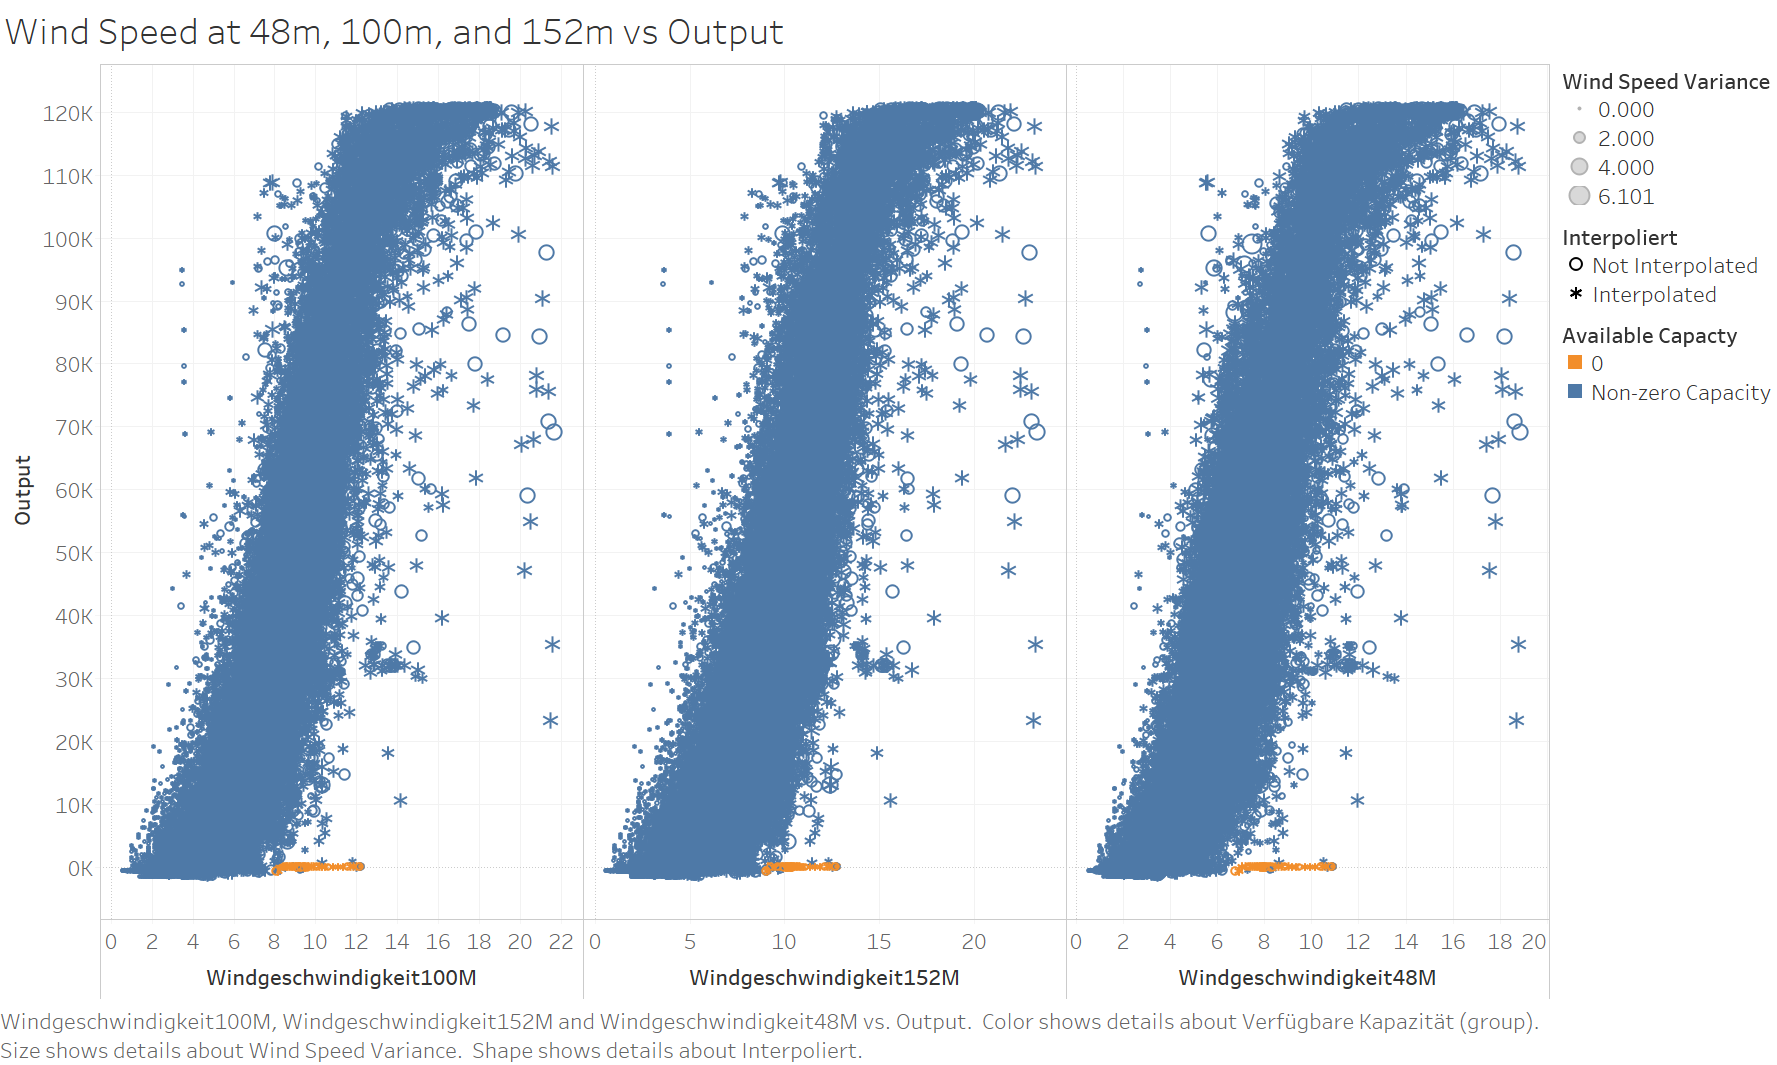 Wind Speed at 48m, 100m, and 152m vs Output
Output
120K
110K
100K
90K
80K
70K
60K
50K
40K
30K
20K
10K
0K
0 2 4 6 8 10 12 14 16 18 20 22
Windgeschwindigkeit100M
0 5 10 15 20
Windgeschwindigkeit152M
0 2 4 6 8 10 12 14 16 18 20
Windgeschwindigkeit48M
Wind Speed Variance
0.000
2.000
4.000
6.101
Interpoliert
Not Interpolated
Interpolated
Available Capacty
0
Non-zero Capacity
Windgeschwindigkeit100M, Windgeschwindigkeit152M and Windgeschwindigkeit48M vs. Output.  Color shows details about Verfügbare Kapazität (group).
Size shows details about Wind Speed Variance.  Shape shows details about Interpoliert.